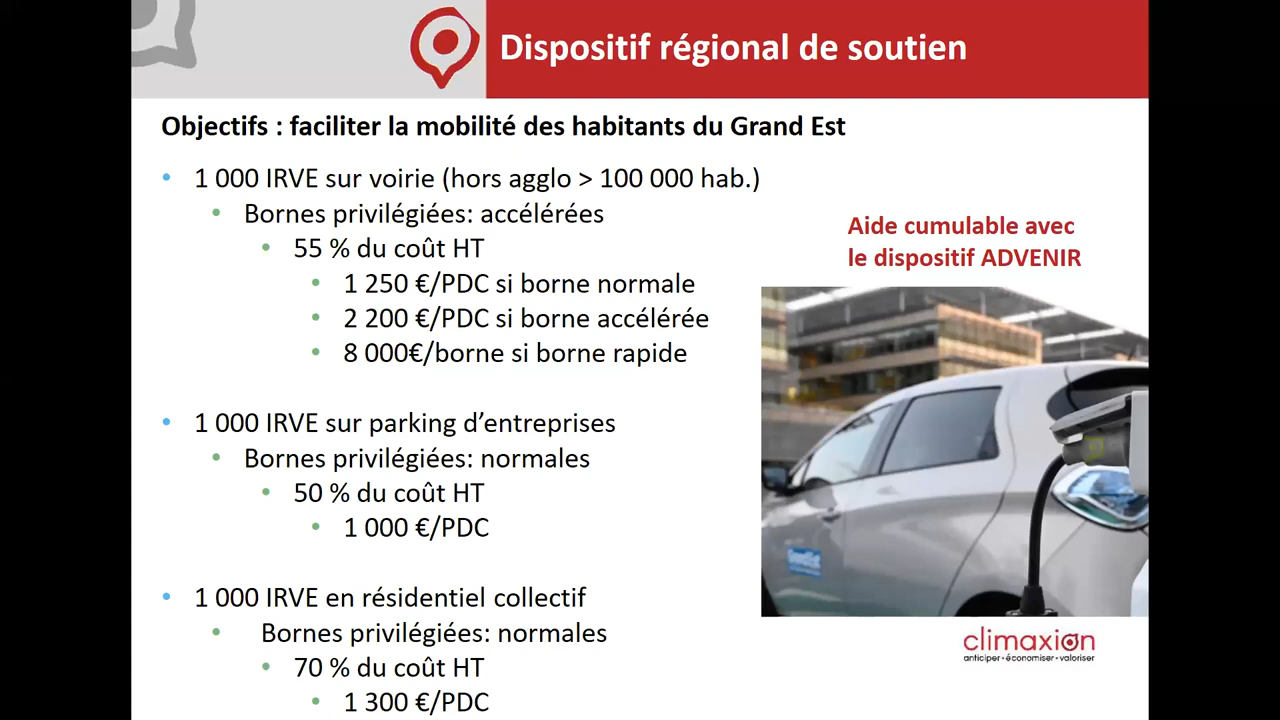 Dispositif régional de soutien
Objectifs : faciliter la mobilité des habitants du Grand Est
1 000 IRVE sur voirie (hors agglo > 100 000 hab.)
Bornes privilégiées: accélérées
55 % du coût HT
1 250 €/PDC si borne normale
2 200 €/PDC si borne accélérée
8 000€/borne si borne rapide
1 000 IRVE sur parking d’entreprises
Bornes privilégiées: normales
50 % du coût HT
1 000 €/PDC
1 000 IRVE en résidentiel collectif
Bornes privilégiées: normales
70 % du coût HT
1 300 €/PDC
Aide cumulable avec
le dispositif ADVENIR
climaxion
anticiper • économiser • valoriser